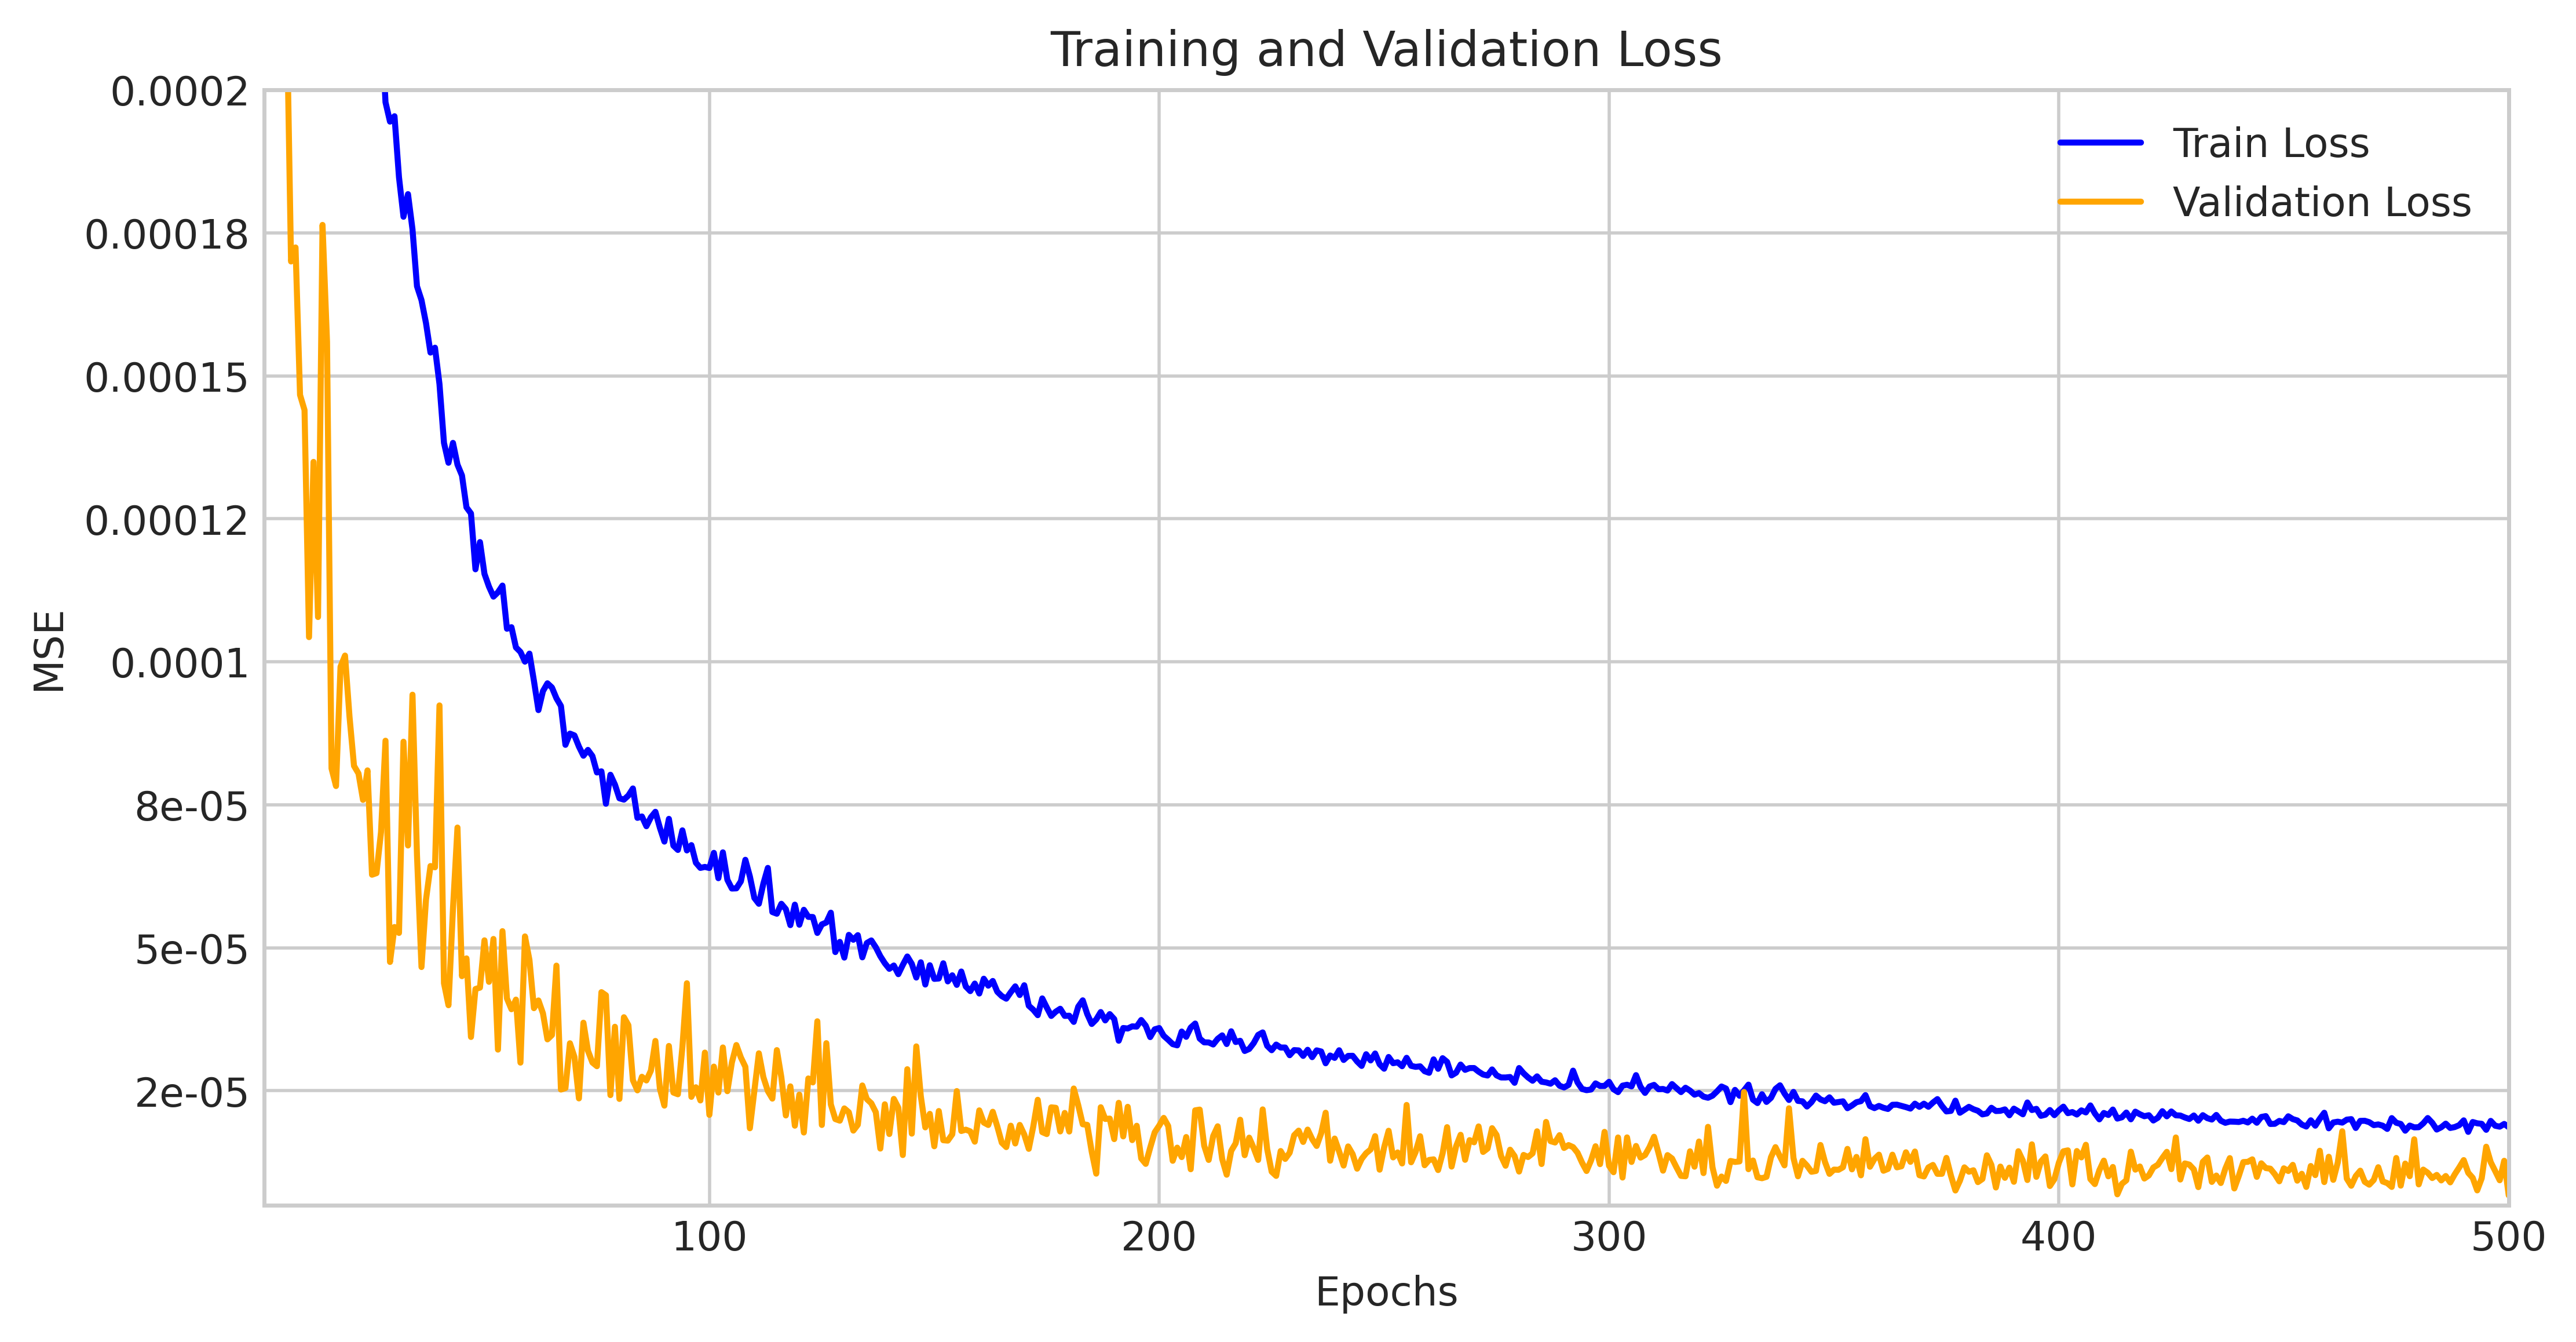 Training and Validation Loss
0.0002
0.00018
0.00015
0.00012
0.0001
8e-05
5e-05
2e-05
MSE
Train Loss
Validation Loss
100
200
300
400
500
Epochs